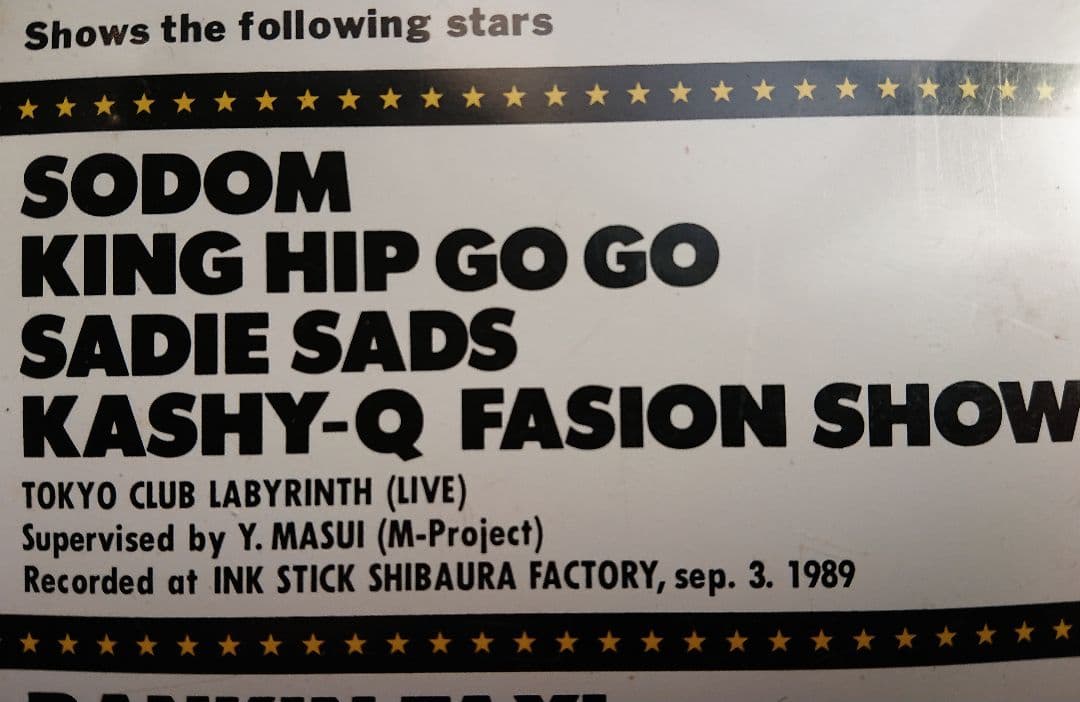 Shows the following stars
SODOM
KING HIP GO GO
SADIE SADS
KASHY-Q FASION SHOW
TOKYO CLUB LABYRINTH (LIVE)
Supervised by Y. MASUI (M-Project)
Recorded at INK STICK SHIBAURA FACTORY, sep. 3. 1989